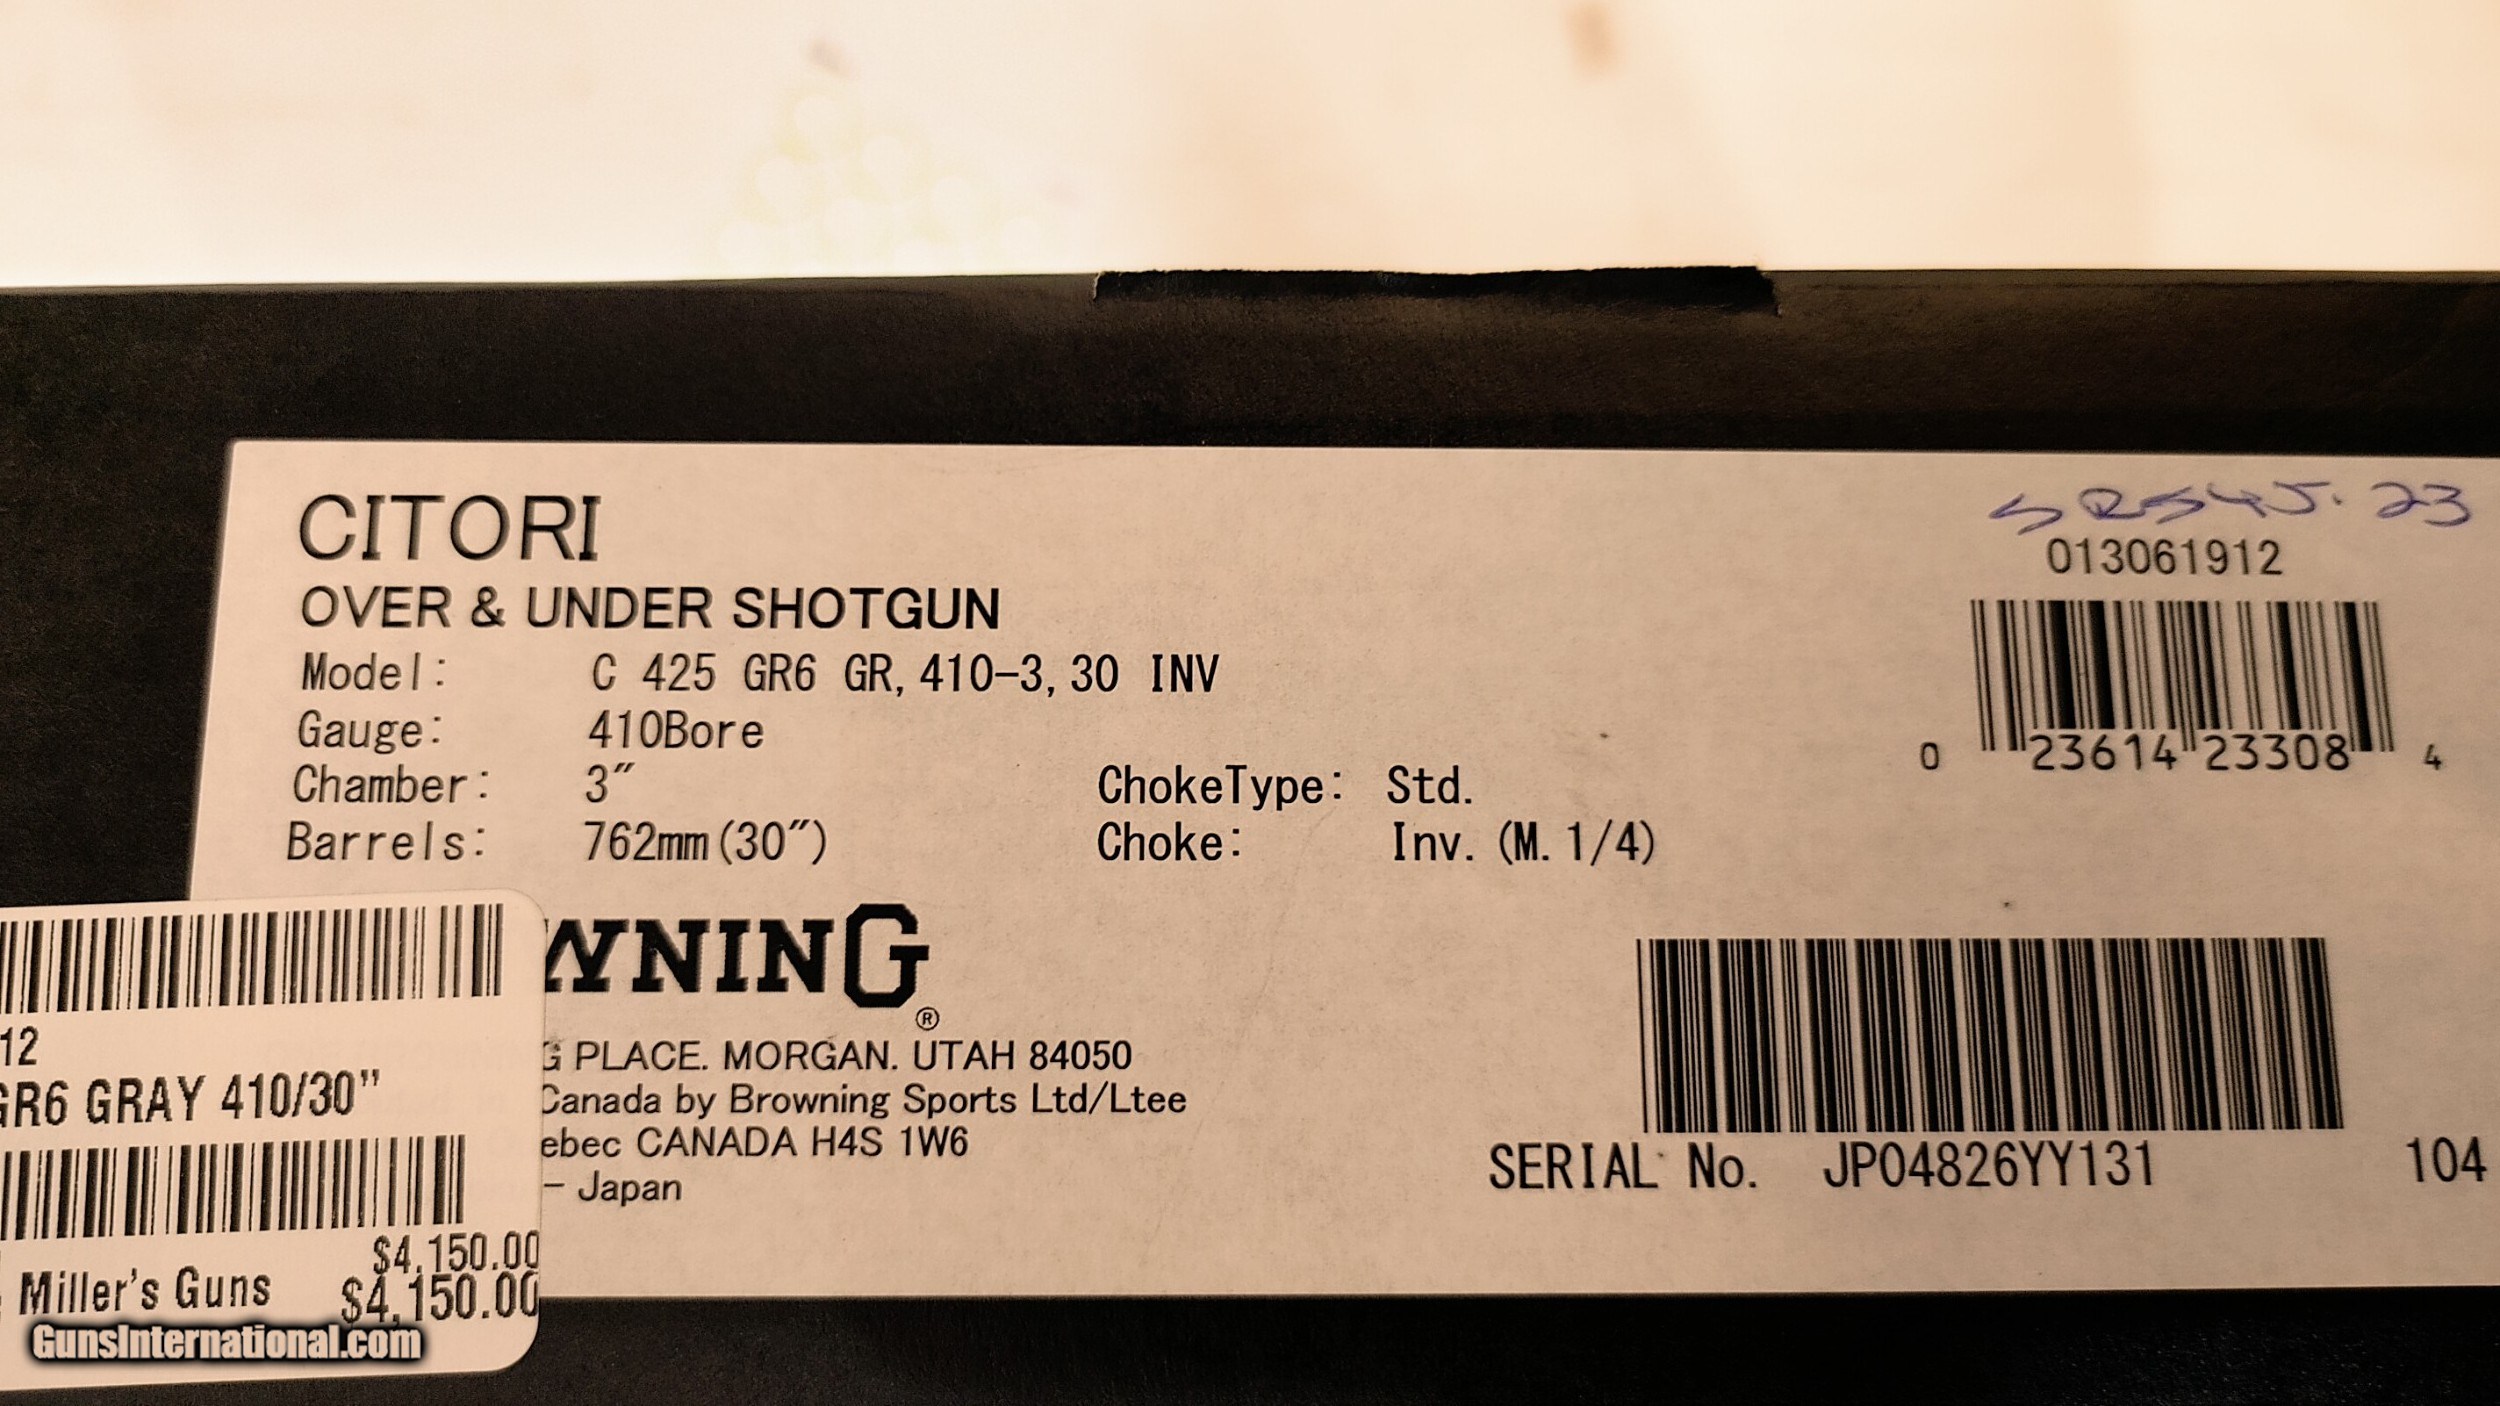 CITORI
OVER & UNDER SHOTGUN
Model: C 425 GR6 GR, 410-3, 30 INV
Gauge: 410Bore
Chamber: 3″
Barrels: 762mm(30″)
ChokeType: Std.
Choke: Inv. (M. 1/4)
013061912
0 23614 23308 4
WNING®
G PLACE. MORGAN. UTAH 84050
Canada by Browning Sports Ltd/Ltee
ebec CANADA H4S 1W6
– Japan
SERIAL No. JP04826YY131 104
12
GR6 GRAY 410/30”
$4,150.00
Miller's Guns $4,150.00
GunsInternational.com